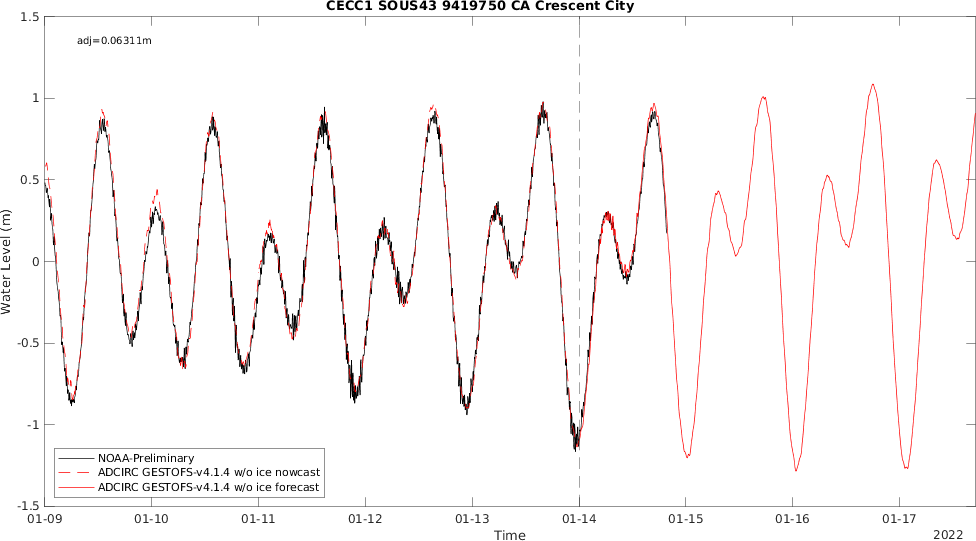 CECC1 SOUS43 9419750 CA Crescent City
adj=0.06311m
1.5
1
0.5
0
-0.5
-1
-1.5
Water Level (m)
NOAA-Preliminary
ADCIRC GESTOFS-v4.1.4 w/o ice nowcast
ADCIRC GESTOFS-v4.1.4 w/o ice forecast
01-09 01-10 01-11 01-12 01-13 01-14 01-15 01-16 01-17
Time
2022